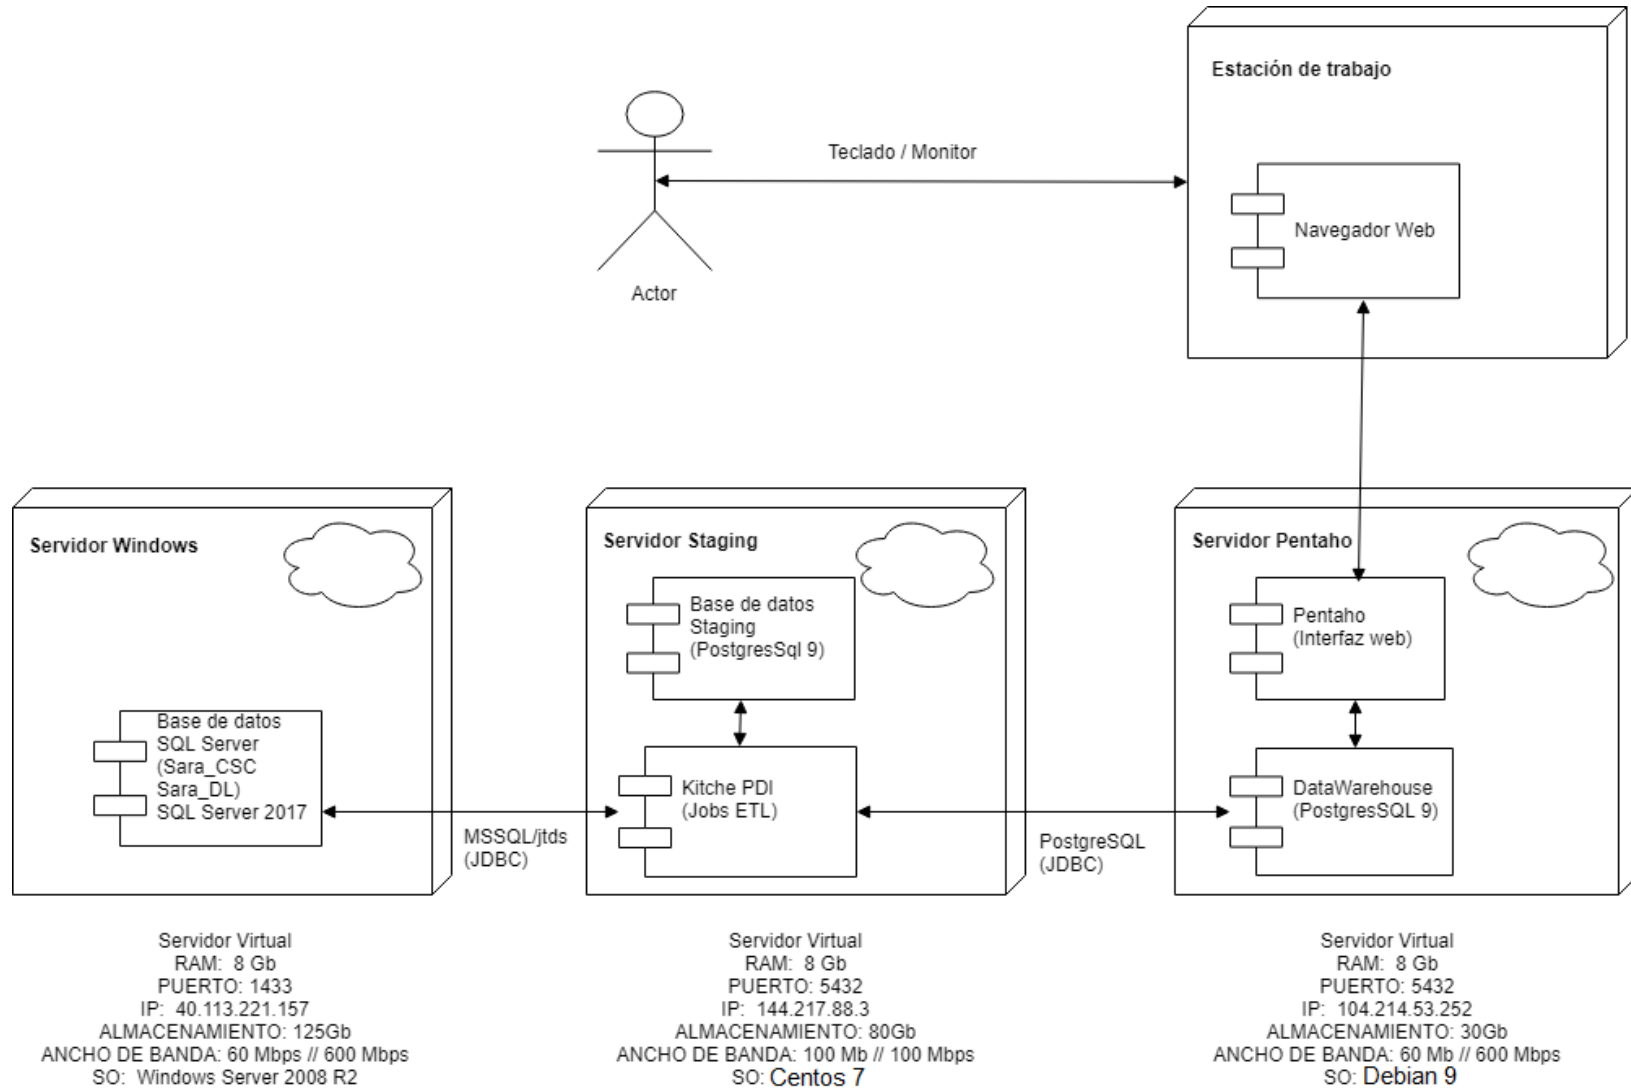 Estación de trabajo
Teclado / Monitor
Navegador Web
Actor
Servidor Windows
Base de datos
SQL Server
(Sara_CSC
Sara_DL)
SQL Server 2017
MSSQL/jtds
(JDBC)
Servidor Staging
Base de datos
Staging
(PostgresSql 9)
Kitche PDI
(Jobs ETL)
PostgreSQL
(JDBC)
Servidor Pentaho
Pentaho
(Interfaz web)
DataWarehouse
(PostgresSQL 9)
Servidor Virtual
RAM: 8 Gb
PUERTO: 1433
IP: 40.113.221.157
ALMACENAMIENTO: 125Gb
ANCHO DE BANDA: 60 Mbps // 600 Mbps
SO: Windows Server 2008 R2
Servidor Virtual
RAM: 8 Gb
PUERTO: 5432
IP: 144.217.88.3
ALMACENAMIENTO: 80Gb
ANCHO DE BANDA: 100 Mb // 100 Mbps
SO: Centos 7
Servidor Virtual
RAM: 8 Gb
PUERTO: 5432
IP: 104.214.53.252
ALMACENAMIENTO: 30Gb
ANCHO DE BANDA: 60 Mb // 600 Mbps
SO: Debian 9